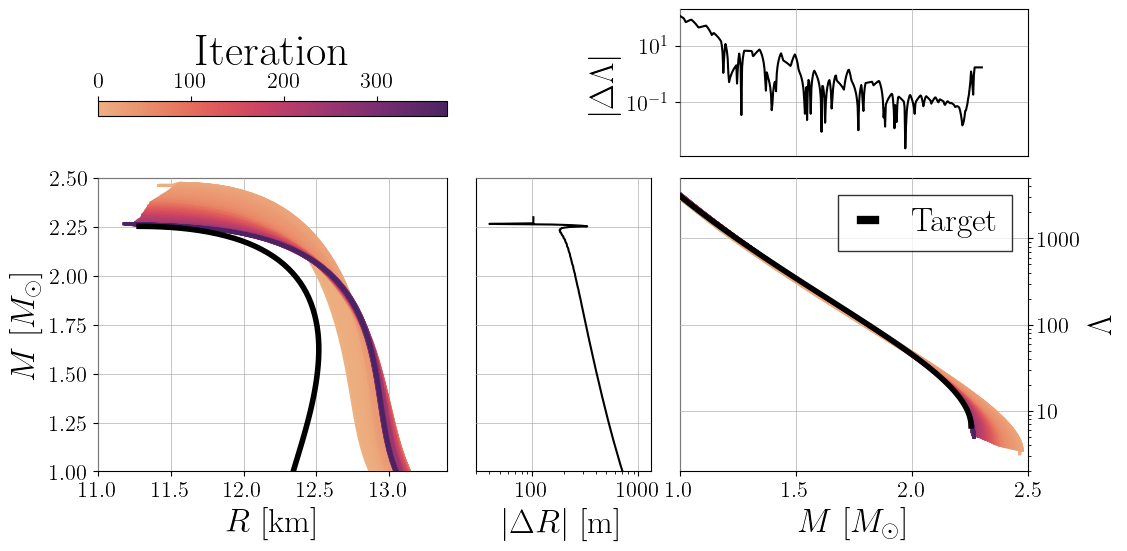 Iteration
0 100 200 300
|ΔΛ|
10¹
10⁻¹
2.50
2.25
2.00
1.75
1.50
1.25
1.00
M [M⊙]
11.0 11.5 12.0 12.5 13.0
R [km]
100 1000
|ΔR| [m]
Target
1000
100
10
Λ
1.0 1.5 2.0 2.5
M [M⊙]